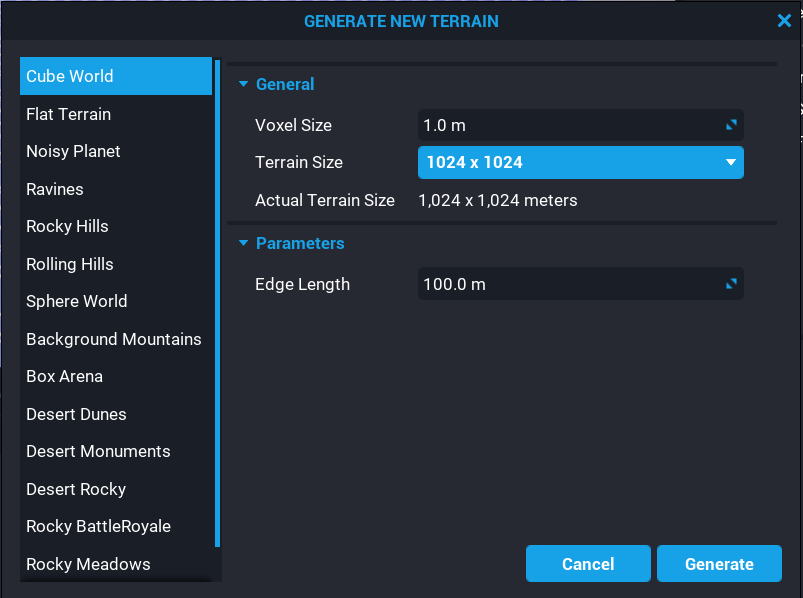 GENERATE NEW TERRAIN
Cube World
Flat Terrain
Noisy Planet
Ravines
Rocky Hills
Rolling Hills
Sphere World
Background Mountains
Box Arena
Desert Dunes
Desert Monuments
Desert Rocky
Rocky BattleRoyale
Rocky Meadows
General
Voxel Size 1.0 m
Terrain Size 1024 x 1024
Actual Terrain Size 1,024 x 1,024 meters
Parameters
Edge Length 100.0 m
Cancel Generate